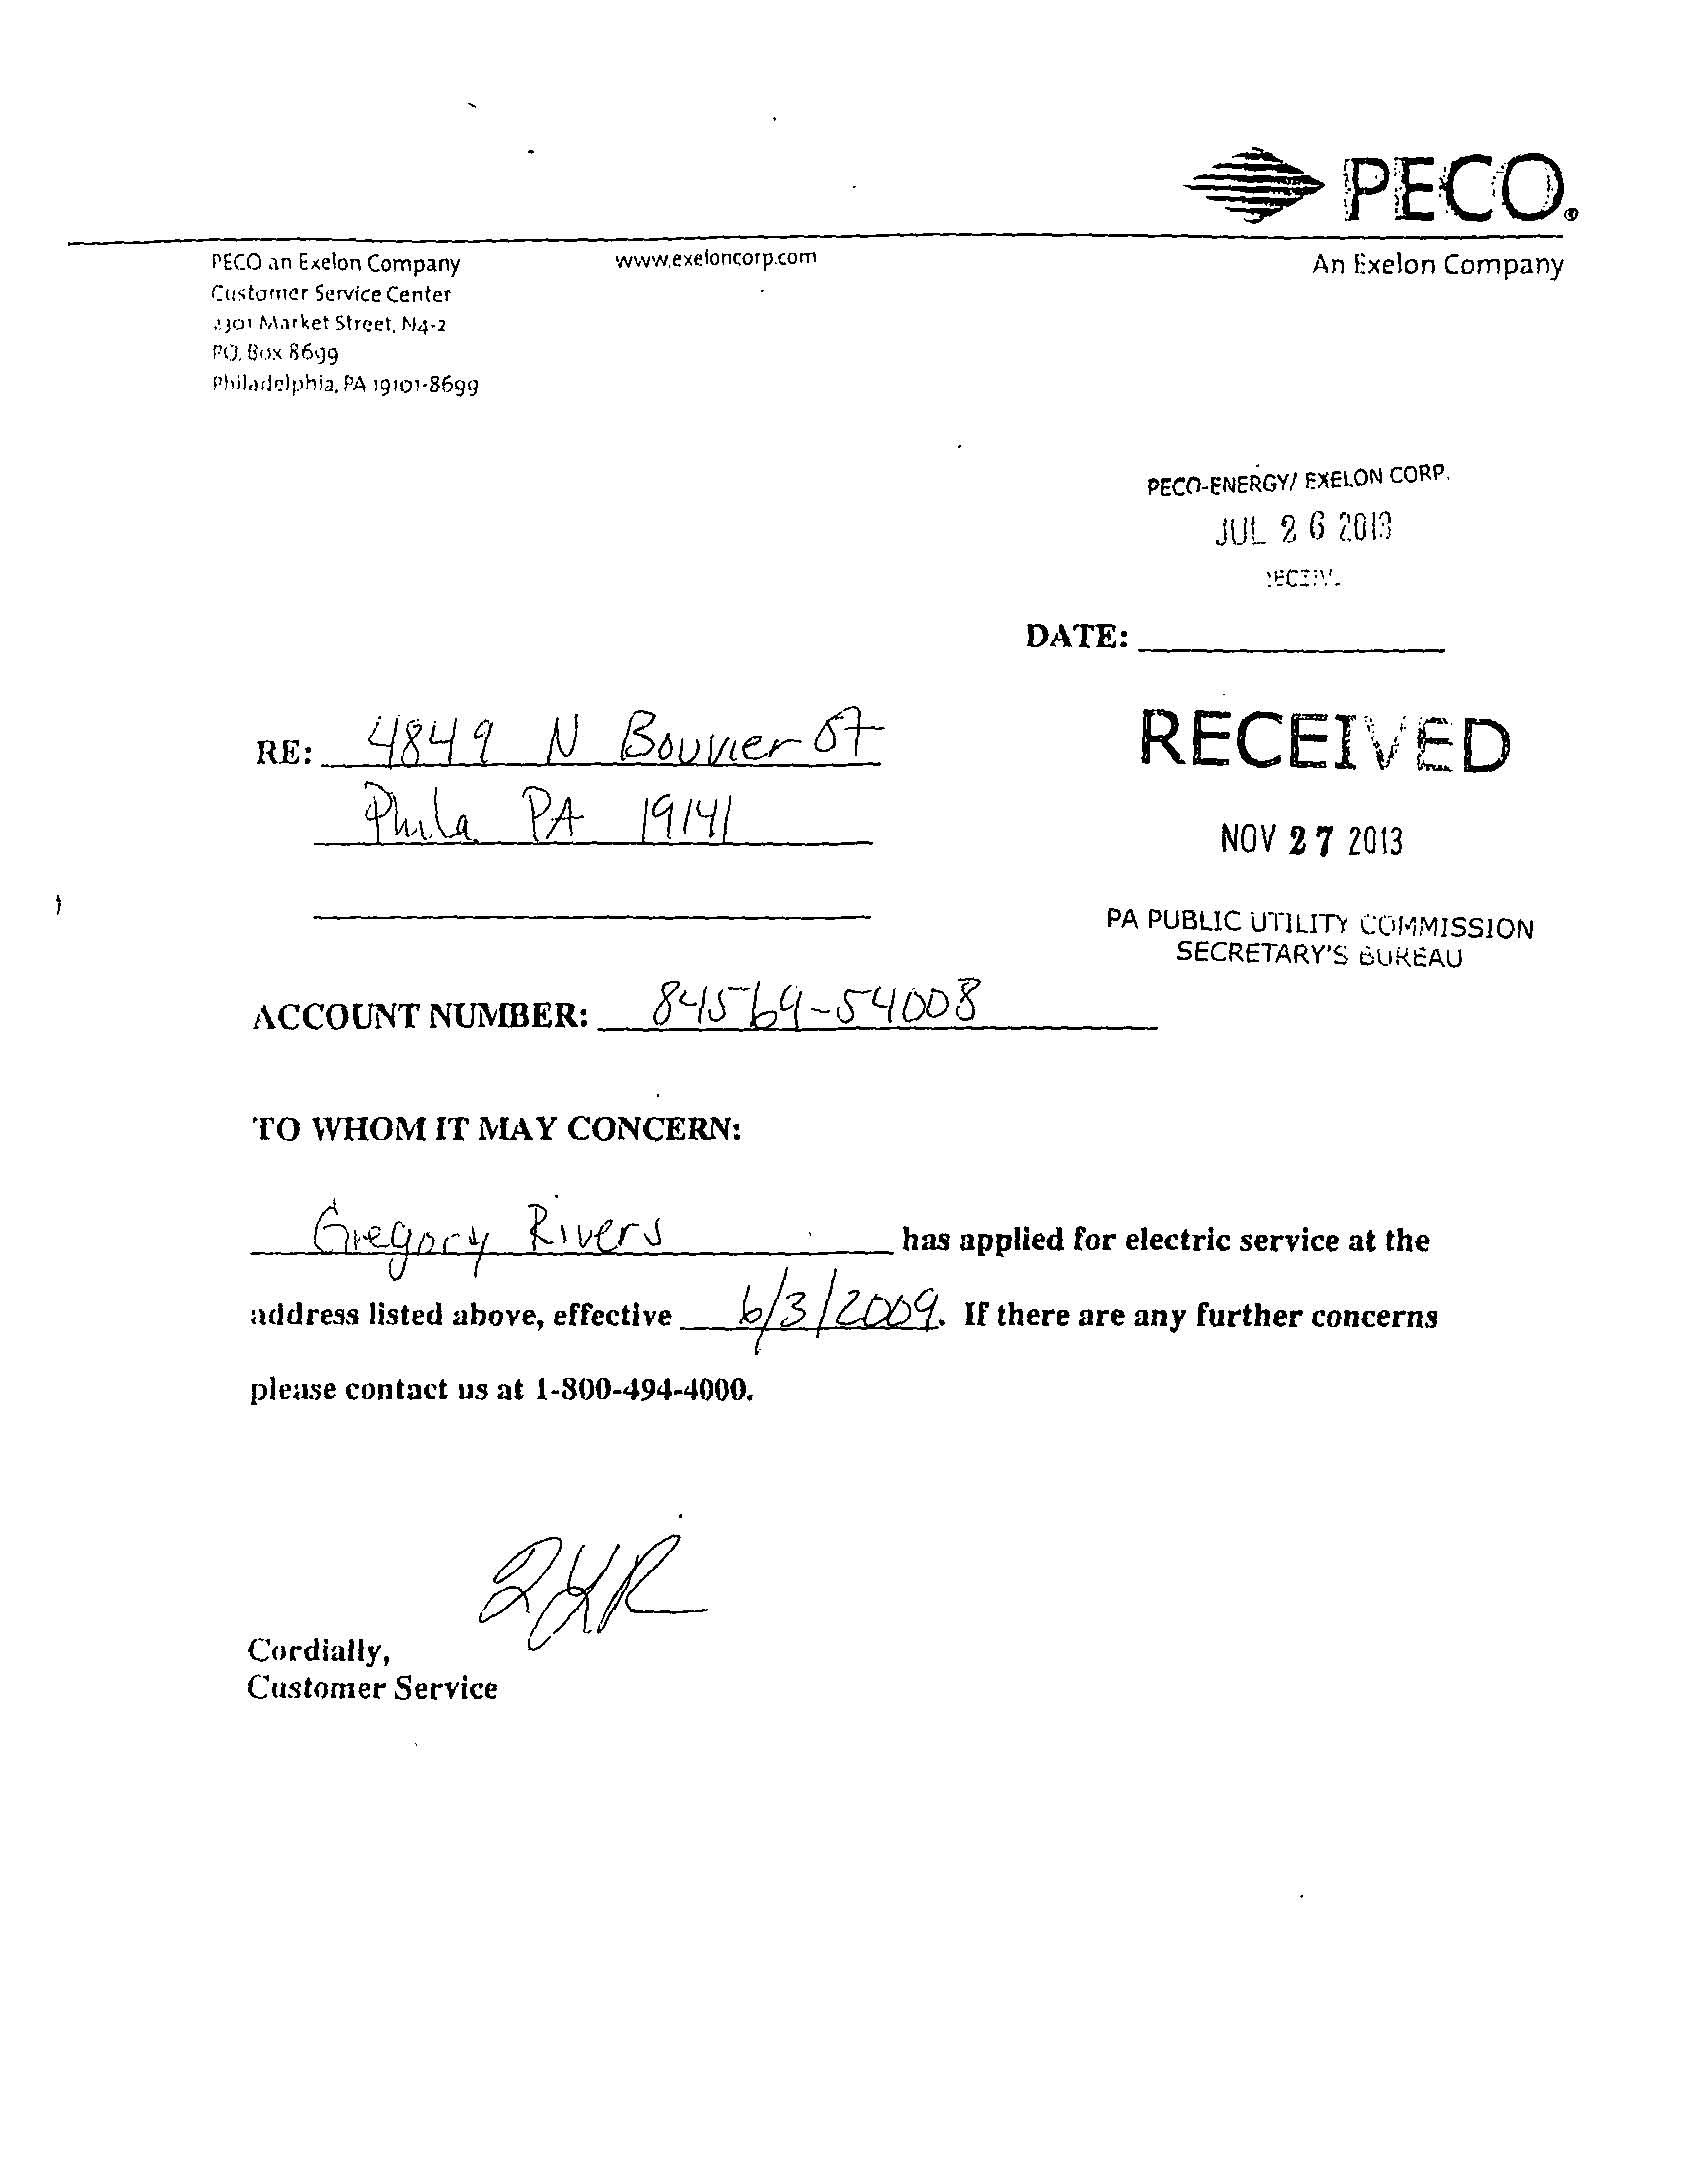 PECO.
An Exelon Company
PECO an Exelon Company
www.exeloncorp.com
Customer Service Center
2301 Market Street, N4-2
P.O. Box 8699
Philadelphia, PA 19101-8699
PECO-ENERGY/ EXELON CORP.
JUL 26 2013
DATE:
RE: 4849 N Bouvier St
Phila PA 19141
RECEIVED
NOV 27 2013
PA PUBLIC UTILITY COMMISSION
SECRETARY'S BUREAU
ACCOUNT NUMBER: 84569-54008
TO WHOM IT MAY CONCERN:
Gregory Rivers has applied for electric service at the
address listed above, effective 6/3/2009. If there are any further concerns
please contact us at 1-800-494-4000.
Cordially,
Customer Service